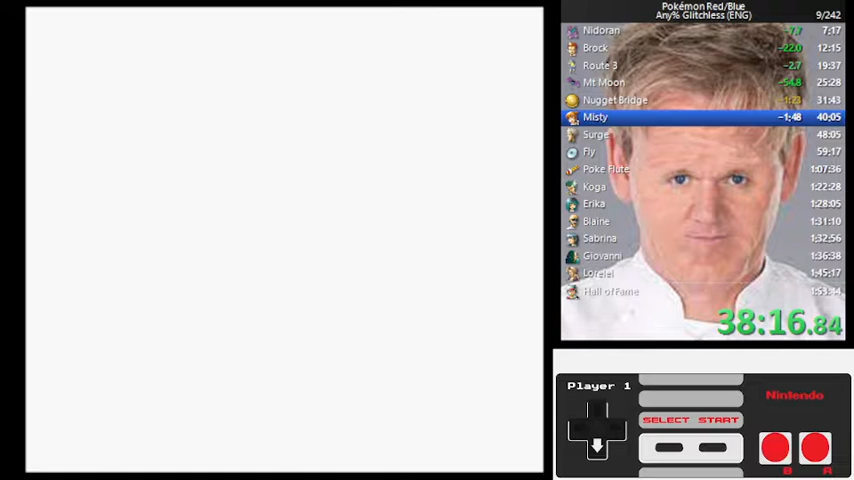 Pokémon Red/Blue
Any% Glitchless (ENG) 9/242
Nidoran -7.7 7:17
Brock -22.0 12:15
Route 3 -2.7 19:37
Mt Moon -54.8 25:28
Nugget Bridge -1:23 31:43
Misty -1:48 40:05
Surge 48:05
Fly 59:17
Poke Flute 1:07:36
Koga 1:22:28
Erika 1:28:05
Blaine 1:31:10
Sabrina 1:32:56
Giovanni 1:36:38
Lorelei 1:45:17
Hall of Fame
38:16.84
Player 1
Nintendo
SELECT START
B A